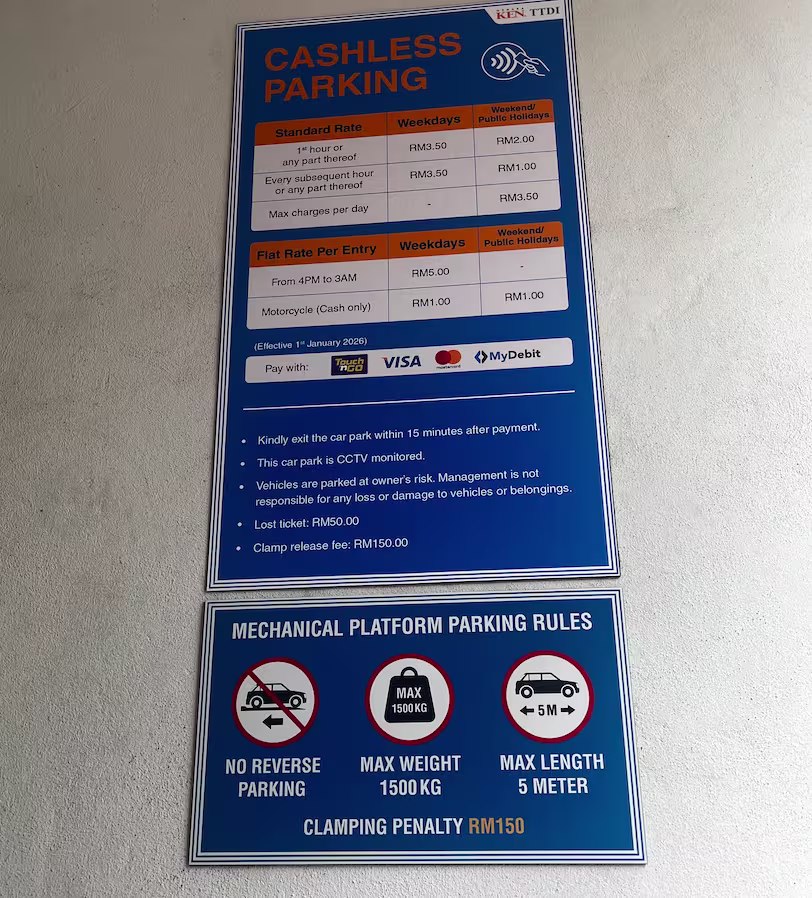 MENARA
KEN TTDI
CASHLESS
PARKING
Standard Rate Weekdays Weekend/
Public Holidays
1st hour or
any part thereof RM3.50 RM2.00
Every subsequent hour
or any part thereof RM3.50 RM1.00
Max charges per day - RM3.50
Flat Rate Per Entry Weekdays Weekend/
Public Holidays
From 4PM to 3AM RM5.00 -
Motorcycle (Cash only) RM1.00 RM1.00
(Effective 1st January 2026)
Pay with: Touch 'n GO VISA mastercard MyDebit
• Kindly exit the car park within 15 minutes after payment.
• This car park is CCTV monitored.
• Vehicles are parked at owner's risk. Management is not
responsible for any loss or damage to vehicles or belongings.
• Lost ticket: RM50.00
• Clamp release fee: RM150.00
MECHANICAL PLATFORM PARKING RULES
MAX
1500KG
5M
NO REVERSE
PARKING
MAX WEIGHT
1500KG
MAX LENGTH
5 METER
CLAMPING PENALTY RM150